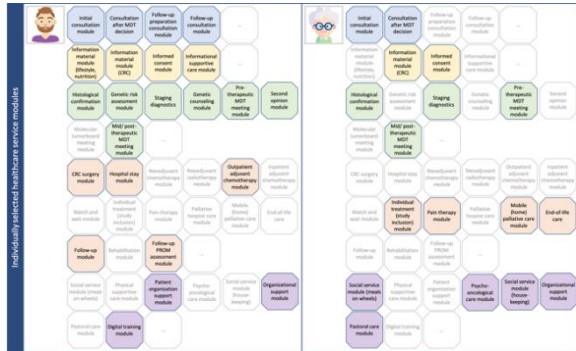 Individually selected healthcare service modules
Initial
consultation
module
Consultation
after MDT
decision
Follow-up
preparation
consultation
module
Follow-up
consultation
module
...
Information
material
module
(lifestyle,
nutrition)
Information
material
module
(CRC)
Informed
consent
module
Informational
supportive
care module
...
Histological
confirmation
module
Genetic risk
assessment
module
Staging
diagnostics
Genetic
counseling
module
Pre-
therapeutic
MDT
meeting
module
Second
opinion
module
Molecular
tumorboard
meeting
module
Mid/ post-
therapeutic
MDT
meeting
module
...
CRC surgery
module
Hospital stay
module
Neoadjuvant
chemotherapy
module
Neoadjuvant
radiotherapy
module
Outpatient
adjuvant
chemotherapy
module
Inpatient
adjuvant
chemotherapy
module
Watch and
wait module
Individual
treatment
(study
inclusion)
module
Pain therapy
module
Palliative
hospital care
module
Mobile
(home)
palliative care
module
End-of-life
care
Follow-up
module
Rehabilitation
module
Follow-up
PROM
assessment
module
...
Social service
module (meals
on wheels)
Physical
supportive
care module
Patient
organization
support
module
Psycho-
oncological
care module
Social service
module
(house-
keeping)
Organizational
support
module
Pastoral care
module
Digital training
module
...
Initial
consultation
module
Consultation
after MDT
decision
Follow-up
preparation
consultation
module
Follow-up
consultation
module
...
Information
material
module
(lifestyle,
nutrition)
Information
material
module
(CRC)
Informed
consent
module
Informational
supportive
care module
...
Histological
confirmation
module
Genetic risk
assessment
module
Staging
diagnostics
Genetic
counseling
module
Pre-
therapeutic
MDT meeting
module
Second
opinion
module
Molecular
tumorboard
meeting
module
Mid/ post-
therapeutic
MDT
meeting
module
...
CRC surgery
module
Hospital stay
module
Neoadjuvant
chemotherapy
module
Neoadjuvant
radiotherapy
module
Outpatient
adjuvant
chemotherapy
module
Inpatient
adjuvant
chemotherapy
module
Watch and
wait module
Individual
treatment
(study
inclusion)
module
Pain therapy
module
Palliative
hospital care
module
Mobile
(home)
palliative care
module
End-of-life
care
Follow-up
module
Rehabilitation
module
Follow-up
PROM
assessment
module
...
Social service
module (meals
on wheels)
Physical
supportive
care module
Patient
organization
support
module
Psycho-
oncological
care module
Social service
module
(house-
keeping)
Organizational
support
module
Pastoral care
module
Digital training
module
...